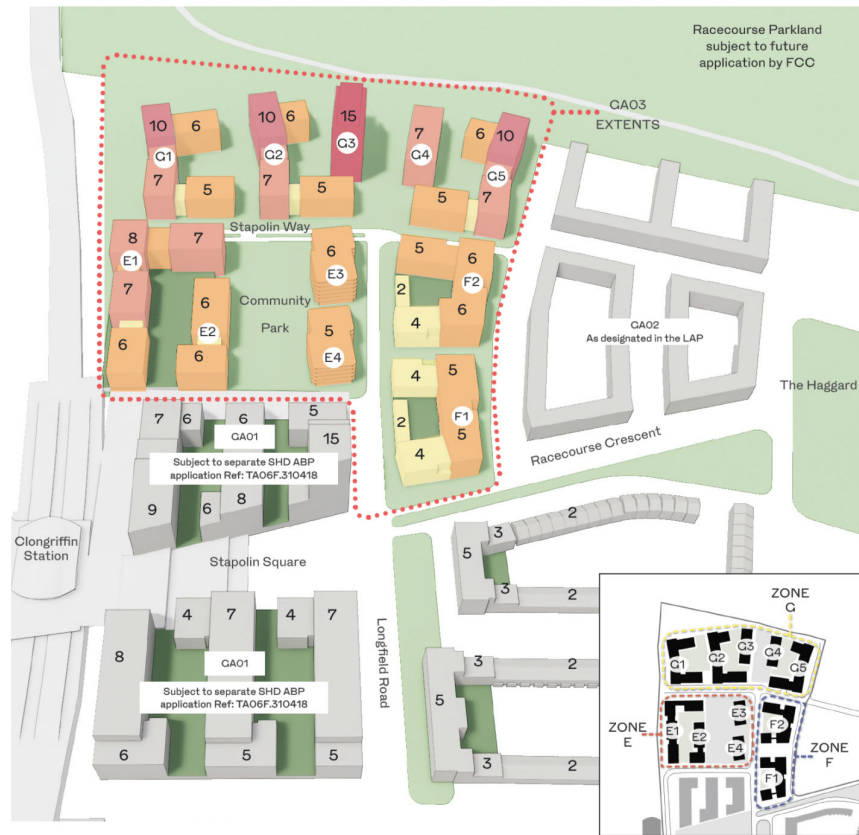 Racecourse Parkland
subject to future
application by FCC
GA03
EXTENTS
10
6
G1
7
5
10
6
G2
7
5
15
G3
7
G4
6
10
G5
5
7
Stapolin Way
8
7
E1
7
6
6
E2
6
Community
Park
6
E3
5
E4
5
6
F2
2
4
6
4
5
F1
2
4
5
GA02
As designated in the LAP
The Haggard
Racecourse Crescent
7
6
6
5
GA01
15
Subject to separate SHD ABP
application Ref: TA06F.310418
9
6
8
Clongriffin
Station
Stapolin Square
4
7
4
7
8
GA01
Subject to separate SHD ABP
application Ref: TA06F.310418
6
5
5
Longfield Road
2
3
5
3
2
3
2
5
3
2
ZONE
G
G1
G2
G3
G4
G5
ZONE
E
E1
E2
E3
E4
F2
F1
ZONE
F